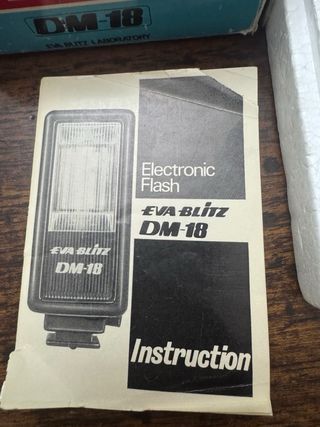 DM-18
EVA BLITZ LABORATORY
Electronic
Flash
EVA-BLITZ
DM-18
EVA-BLITZ
DM-18
Instruction